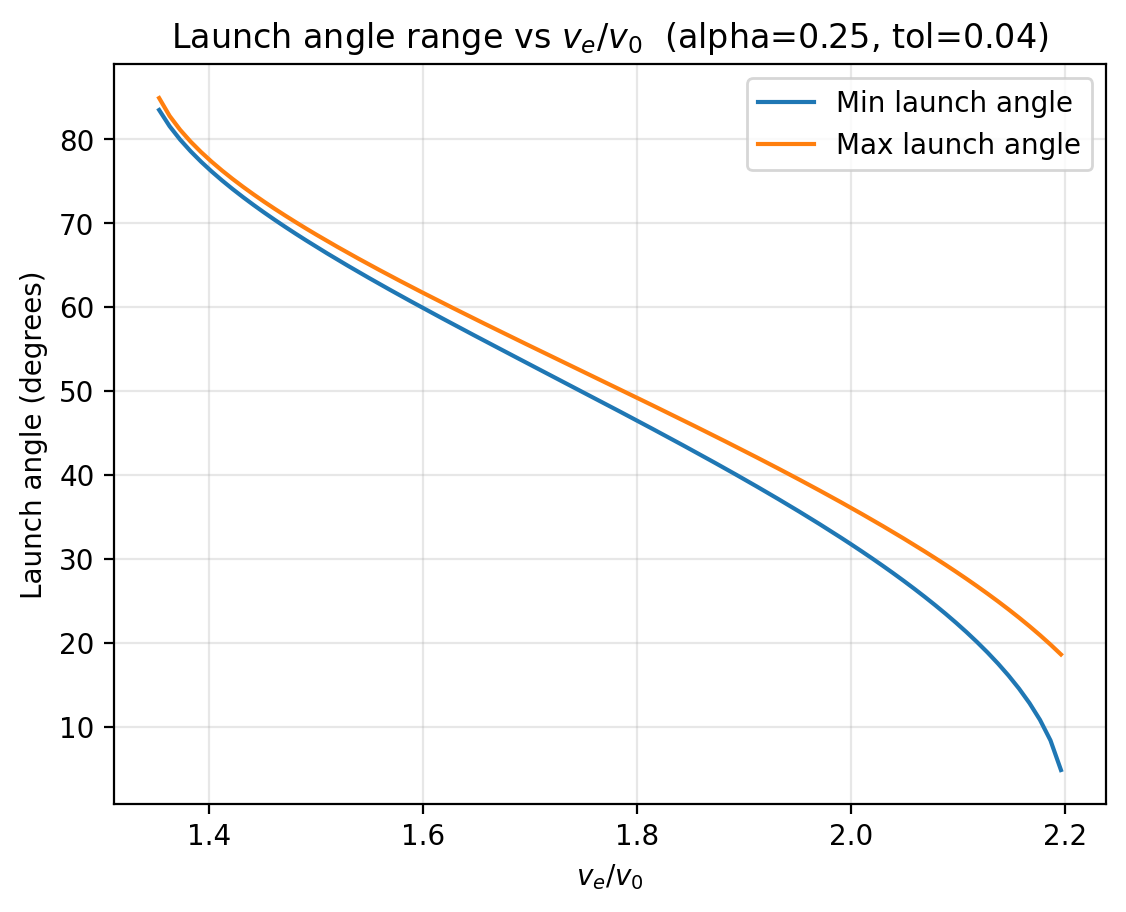 Launch angle range vs $v_e/v_0$ (alpha=0.25, tol=0.04)
Min launch angle
Max launch angle
Launch angle (degrees)
80
70
60
50
40
30
20
10
1.4 1.6 1.8 2.0 2.2
$v_e/v_0$